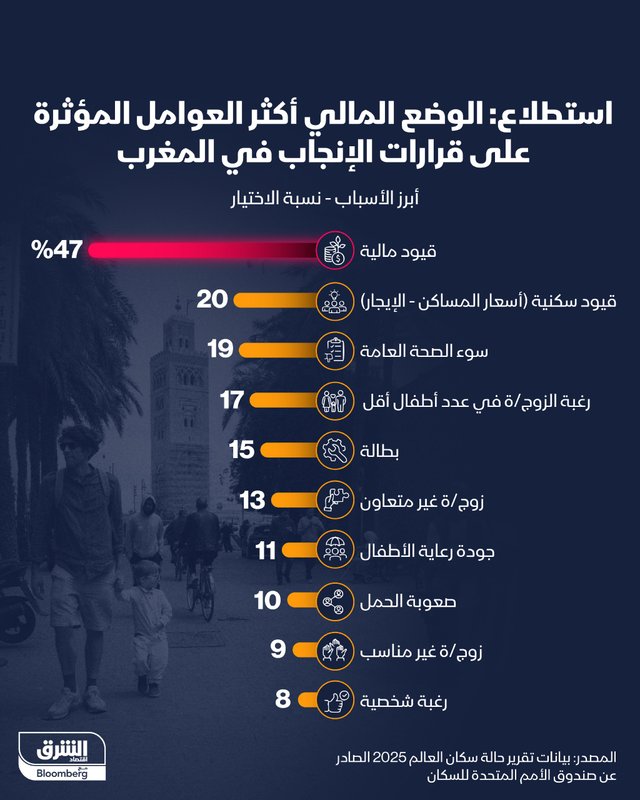 استطلاع: الوضع المالي أكثر العوامل المؤثرة
على قرارات الإنجاب في المغرب
أبرز الأسباب - نسبة الاختيار
قيود مالية %47
قيود سكنية (أسعار المساكن - الإيجار) 20
سوء الصحة العامة 19
رغبة الزوج/ة في عدد أطفال أقل 17
بطالة 15
زوج/ة غير متعاون 13
جودة رعاية الأطفال 11
صعوبة الحمل 10
زوج/ة غير مناسب 9
رغبة شخصية 8
المصدر: بيانات تقرير حالة سكان العالم 2025 الصادر
عن صندوق الأمم المتحدة للسكان
الشرق
اقتصاد مع
Bloomberg